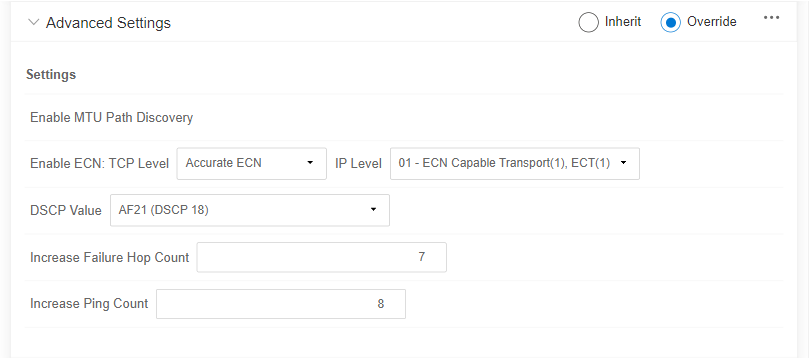 Advanced Settings Inherit Override
Settings
Enable MTU Path Discovery
Enable ECN: TCP Level Accurate ECN IP Level 01 - ECN Capable Transport(1), ECT(1)
DSCP Value AF21 (DSCP 18)
Increase Failure Hop Count 7
Increase Ping Count 8